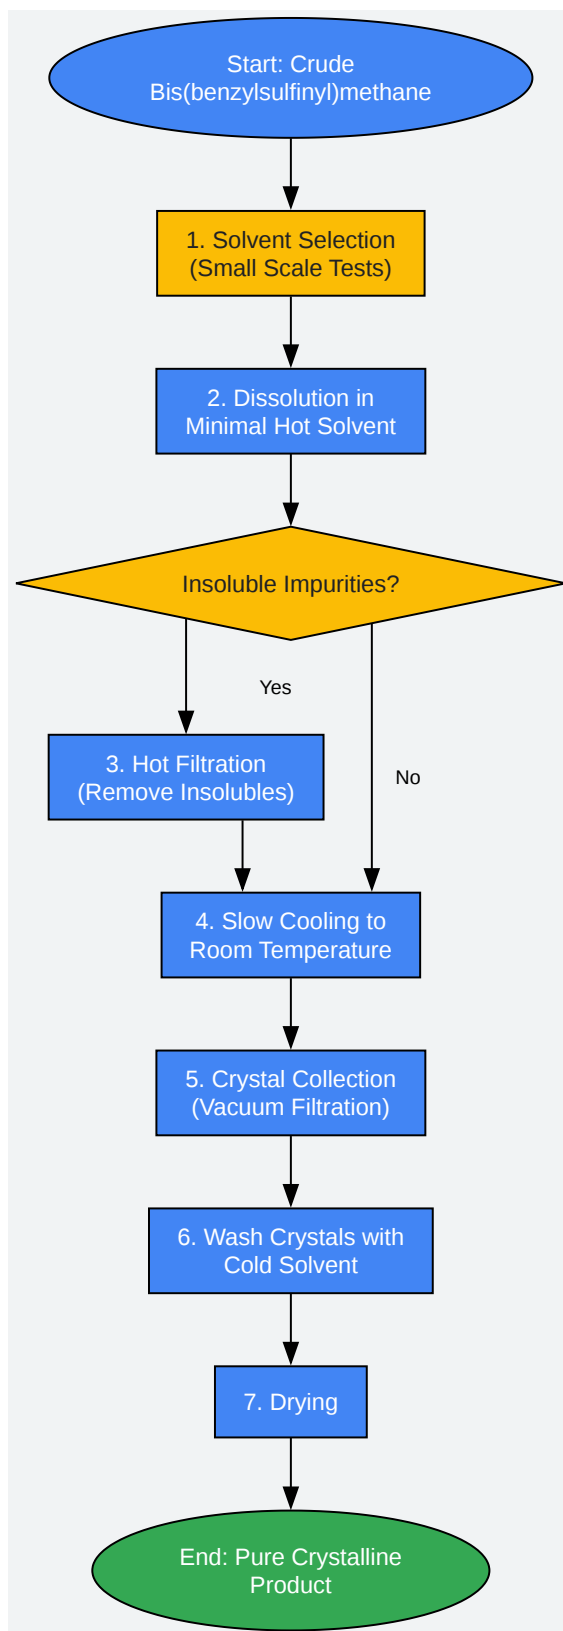 Start: Crude
Bis(benzylsulfinyl)methane
1. Solvent Selection
(Small Scale Tests)
2. Dissolution in
Minimal Hot Solvent
Insoluble Impurities?
Yes
3. Hot Filtration
(Remove Insolubles)
No
4. Slow Cooling to
Room Temperature
5. Crystal Collection
(Vacuum Filtration)
6. Wash Crystals with
Cold Solvent
7. Drying
End: Pure Crystalline
Product